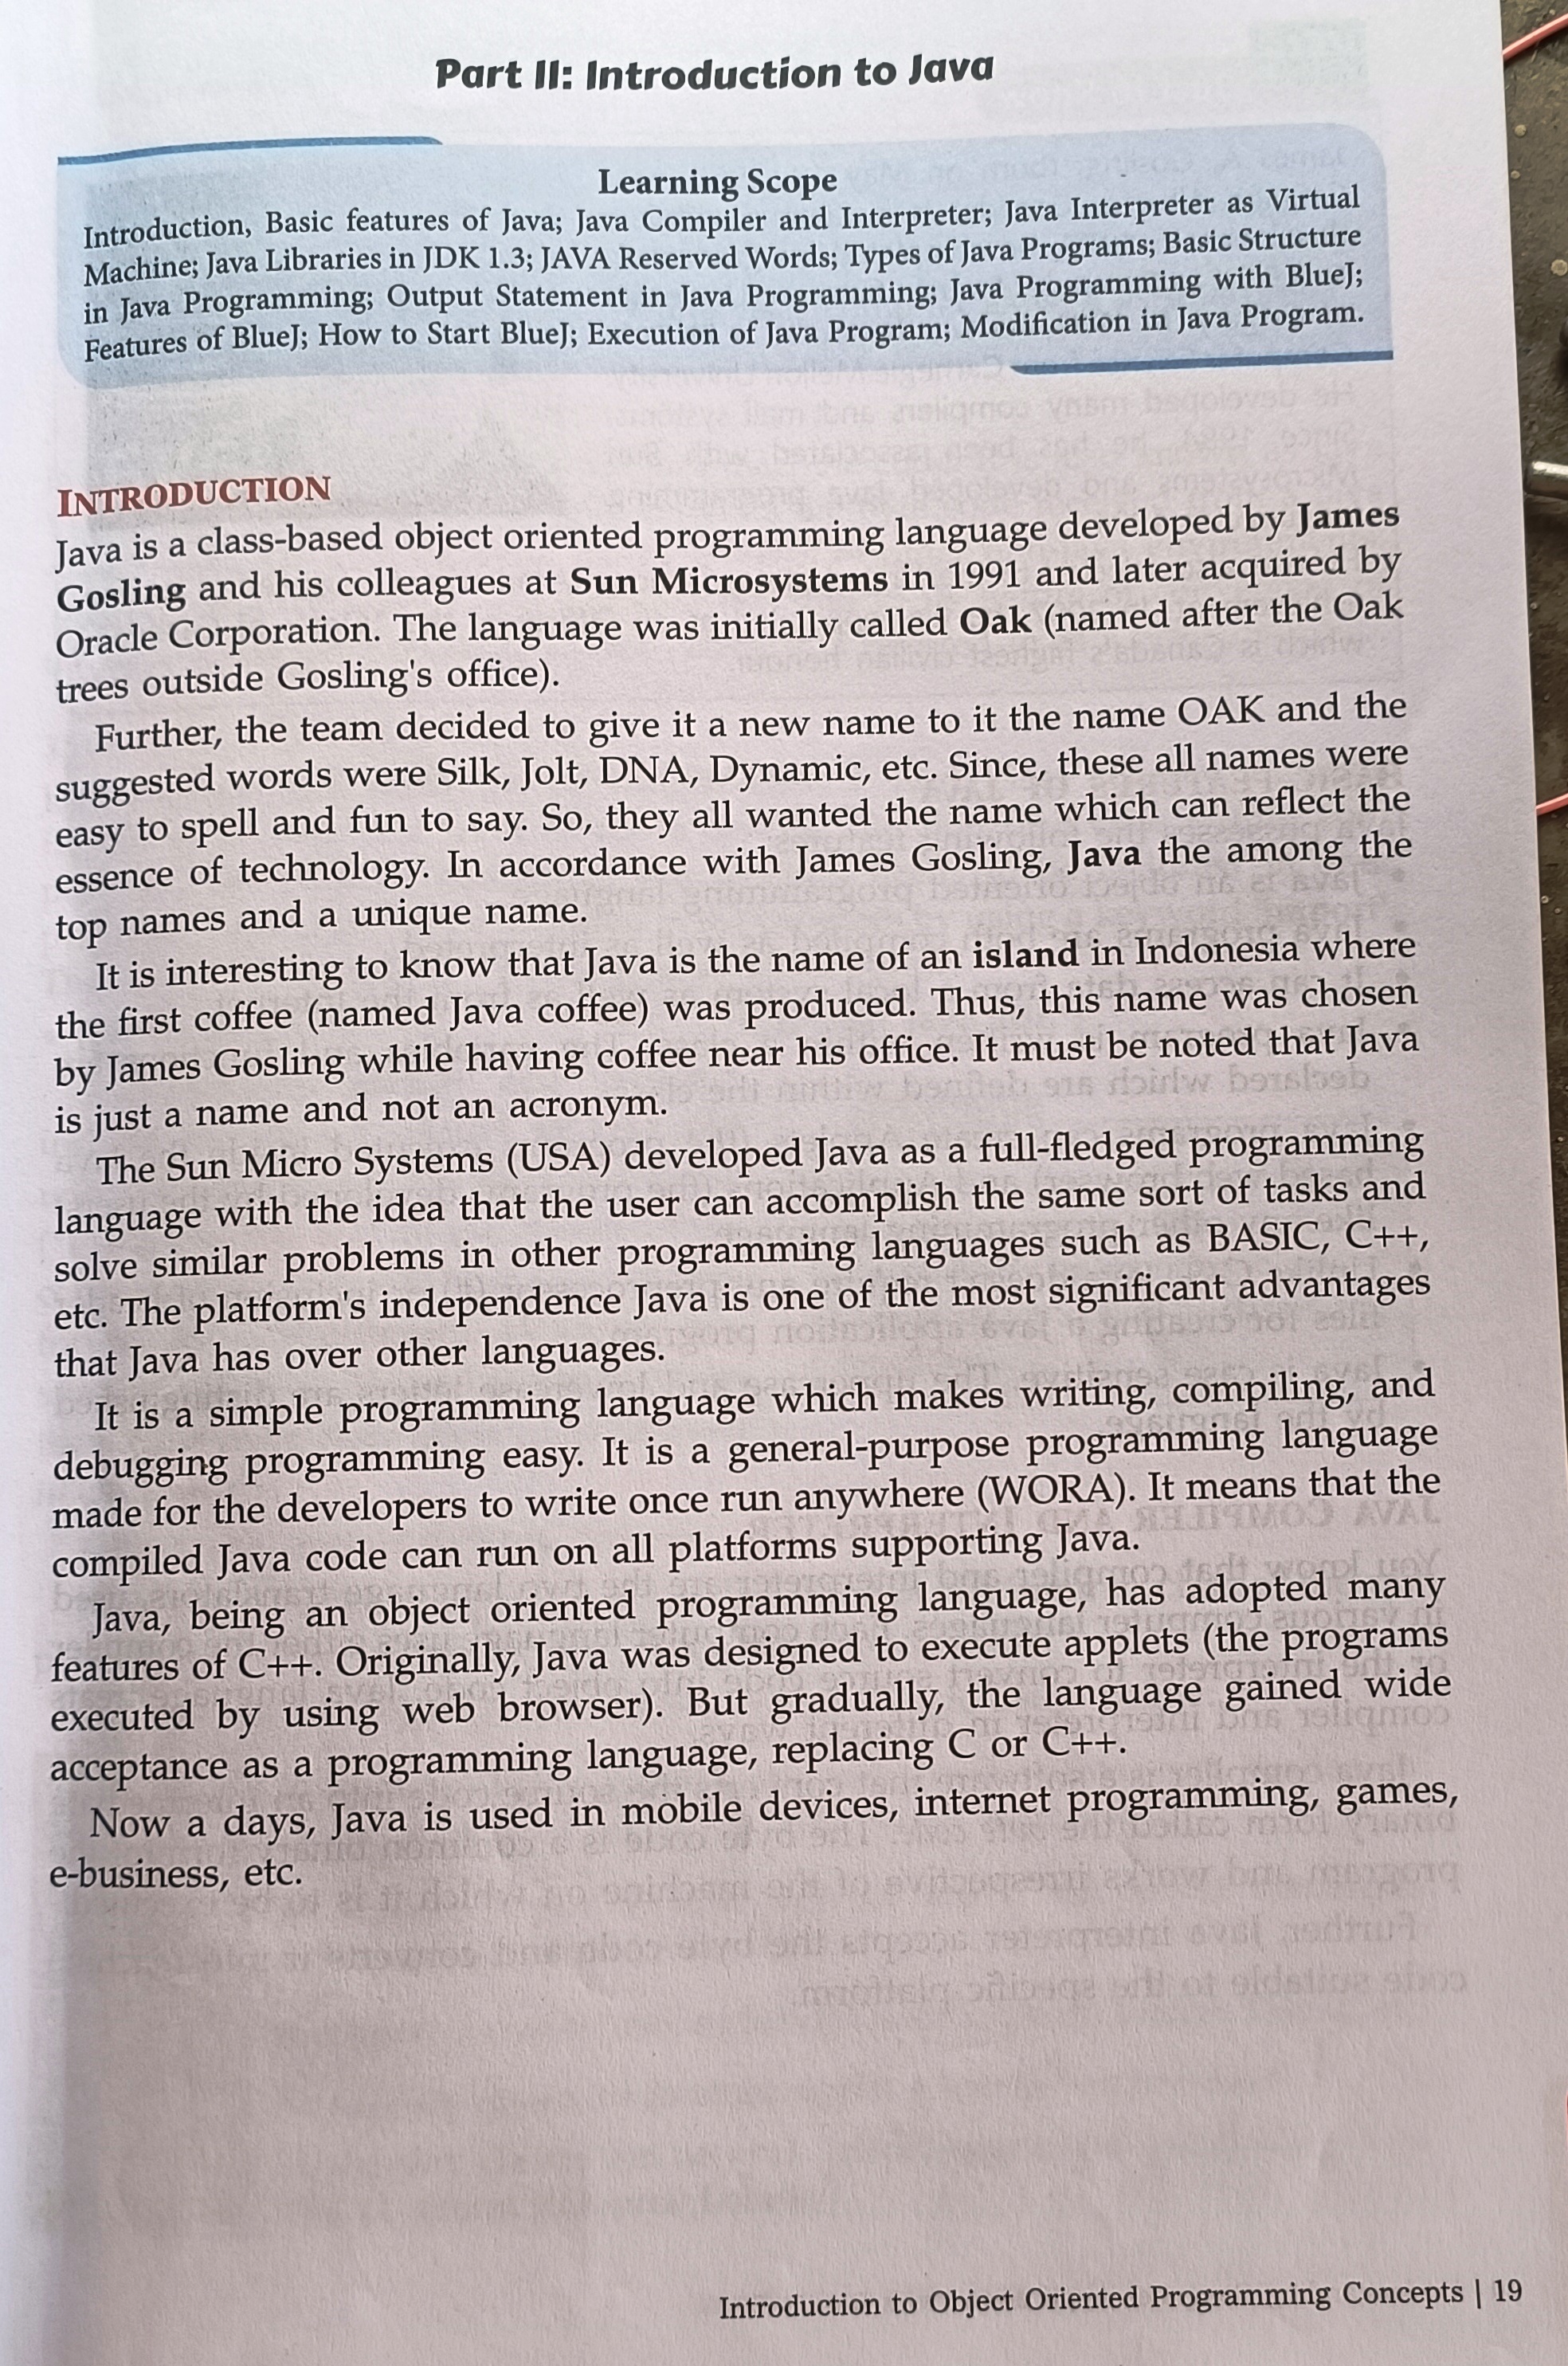 Part II: Introduction to Java
Learning Scope
Introduction, Basic features of Java; Java Compiler and Interpreter; Java Interpreter as Virtual
Machine; Java Libraries in JDK 1.3; JAVA Reserved Words; Types of Java Programs; Basic Structure
in Java Programming; Output Statement in Java Programming; Java Programming with BlueJ;
Features of BlueJ; How to Start BlueJ; Execution of Java Program; Modification in Java Program.
INTRODUCTION
Java is a class-based object oriented programming language developed by James
Gosling and his colleagues at Sun Microsystems in 1991 and later acquired by
Oracle Corporation. The language was initially called Oak (named after the Oak
trees outside Gosling's office).
Further, the team decided to give it a new name to it the name OAK and the
suggested words were Silk, Jolt, DNA, Dynamic, etc. Since, these all names were
easy to spell and fun to say. So, they all wanted the name which can reflect the
essence of technology. In accordance with James Gosling, Java the among the
top names and a unique name.
It is interesting to know that Java is the name of an island in Indonesia where
the first coffee (named Java coffee) was produced. Thus, this name was chosen
by James Gosling while having coffee near his office. It must be noted that Java
is just a name and not an acronym.
The Sun Micro Systems (USA) developed Java as a full-fledged programming
language with the idea that the user can accomplish the same sort of tasks and
solve similar problems in other programming languages such as BASIC, C++,
etc. The platform's independence Java is one of the most significant advantages
that Java has over other languages.
It is a simple programming language which makes writing, compiling, and
debugging programming easy. It is a general-purpose programming language
made for the developers to write once run anywhere (WORA). It means that the
compiled Java code can run on all platforms supporting Java.
Java, being an object oriented programming language, has adopted many
features of C++. Originally, Java was designed to execute applets (the programs
executed by using web browser). But gradually, the language gained wide
acceptance as a programming language, replacing C or C++.
Now a days, Java is used in mobile devices, internet programming, games,
e-business, etc.
Introduction to Object Oriented Programming Concepts | 19